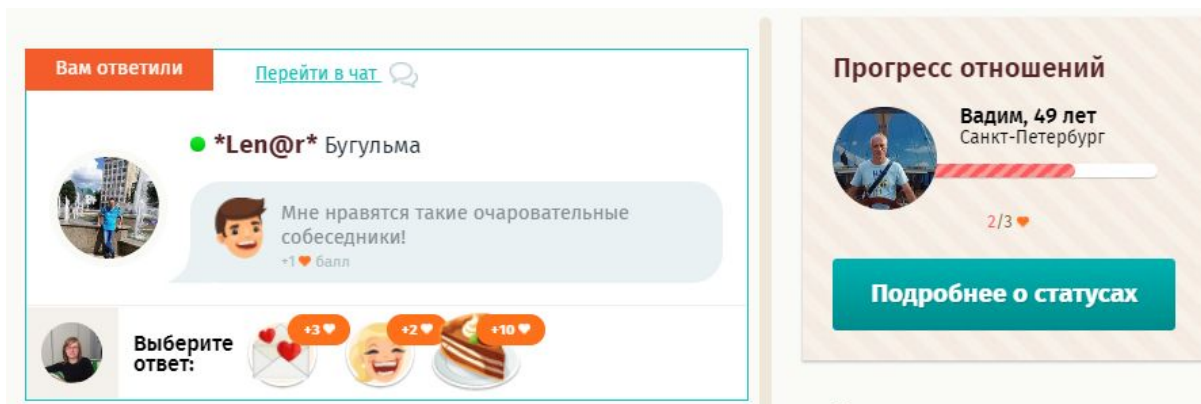 Вам ответили
Перейти в чат
*Len@r* Бугульма
Мне нравятся такие очаровательные
собеседники!
+1 балл
Выберите
ответ:
+3
+2
+10
Прогресс отношений
Вадим, 49 лет
Санкт-Петербург
2/3
Подробнее о статусах